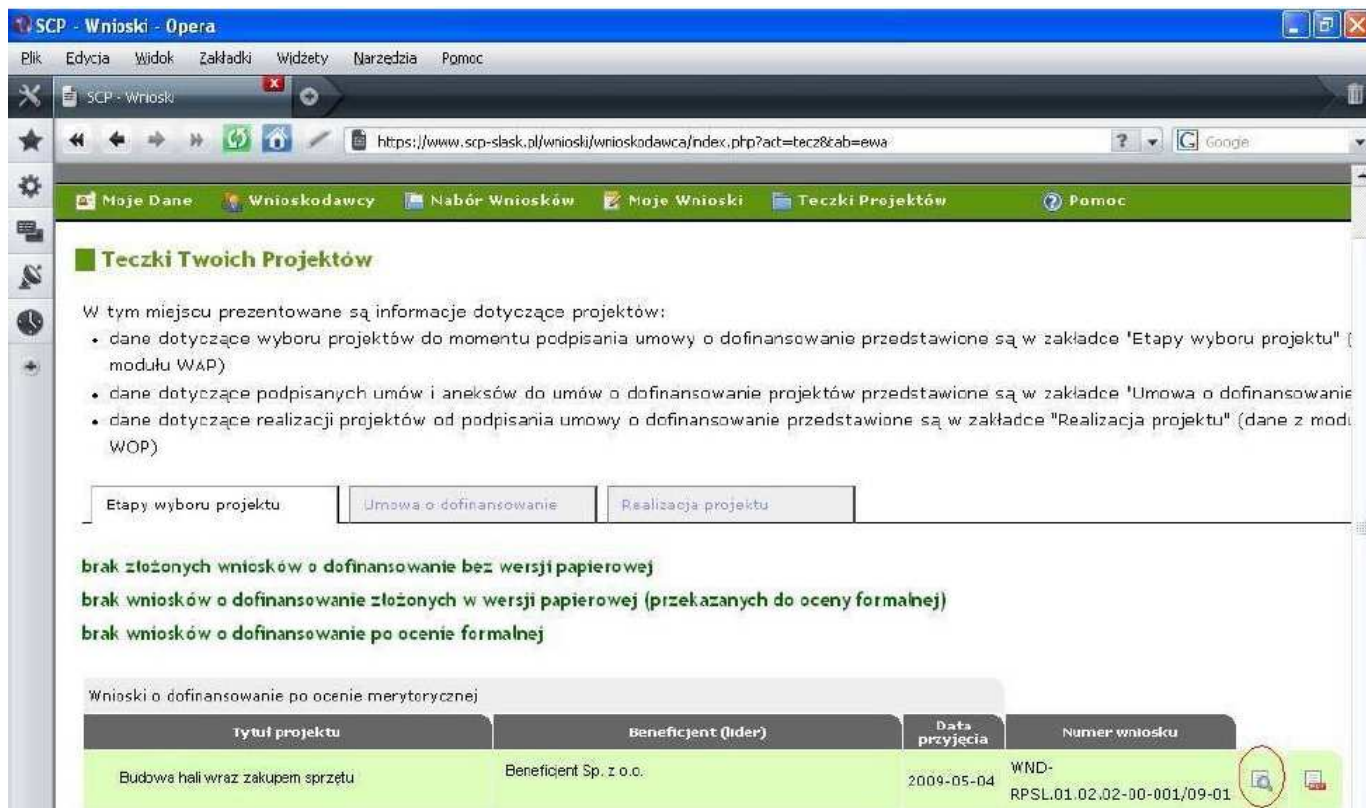 SCP - Wnioski - Opera
Plik Edycja Widok Zakładki Widżety Narzędzia Pomoc
SCP - Wnioski
https://www.scp-slask.pl/wnioski/wnioskodawca/index.php?act=tecz&tab=ewa ? Google
Moje Dane Wnioskodawcy Nabór Wniosków Moje Wnioski Teczki Projektów Pomoc
Teczki Twoich Projektów
W tym miejscu prezentowane są informacje dotyczące projektów:
• dane dotyczące wyboru projektów do momentu podpisania umowy o dofinansowanie przedstawione są w zakładce "Etapy wyboru projektu" (
modułu WAP)
• dane dotyczące podpisanych umów i aneksów do umów o dofinansowanie projektów przedstawione są w zakładce "Umowa o dofinansowanie
• dane dotyczące realizacji projektów od podpisania umowy o dofinansowanie przedstawione są w zakładce "Realizacja projektu" (dane z modu
WOP)
Etapy wyboru projektu Umowa o dofinansowanie Realizacja projektu
brak złożonych wniosków o dofinansowanie bez wersji papierowej
brak wniosków o dofinansowanie złożonych w wersji papierowej (przekazanych do oceny formalnej)
brak wniosków o dofinansowanie po ocenie formalnej
Wnioski o dofinansowanie po ocenie merytorycznej
Tytuł projektu Beneficjent (lider) Data przyjęcia Numer wniosku
Budowa hali wraz zakupem sprzętu Beneficjent Sp. z o.o. 2009-05-04 WND-
RPSL.01.02.02-00-001/09-01